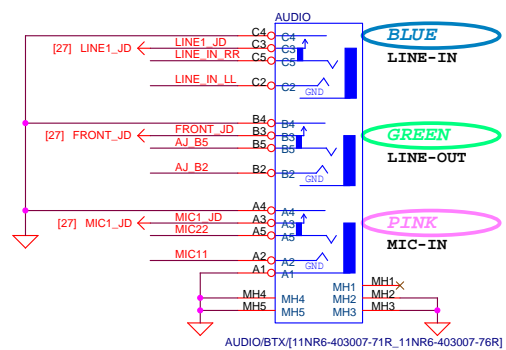 AUDIO
C4 C4 BLUE
[27] LINE1_JD LINE1_JD C3 C3 LINE-IN
LINE_IN_RR C5 C5
LINE_IN_LL C2 C2 GND
B4 B4 GREEN
[27] FRONT_JD FRONT_JD B3 B3
AJ_B5 B5 B5 LINE-OUT
AJ_B2 B2 B2 GND
A4 A4 PINK
[27] MIC1_JD MIC1_JD A3 A3
MIC22 A5 A5 MIC-IN
MIC11 A2 A2 GND
A1 A1
MH1 MH1
MH4 MH4 MH2 MH2
MH5 MH5 MH3 MH3
AUDIO/BTX/[11NR6-403007-71R_11NR6-403007-76R]